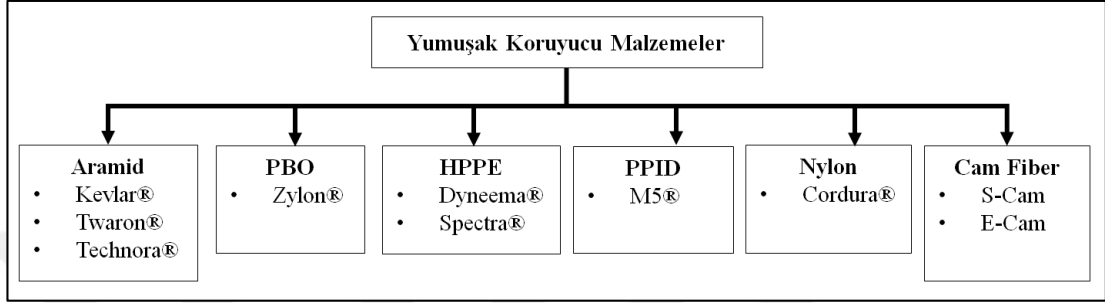 Yumuşak Koruyucu Malzemeler
Aramid
• Kevlar®
• Twaron®
• Technora®
PBO
• Zylon®
HPPE
• Dyneema®
• Spectra®
PPID
• M5®
Nylon
• Cordura®
Cam Fiber
• S-Cam
• E-Cam